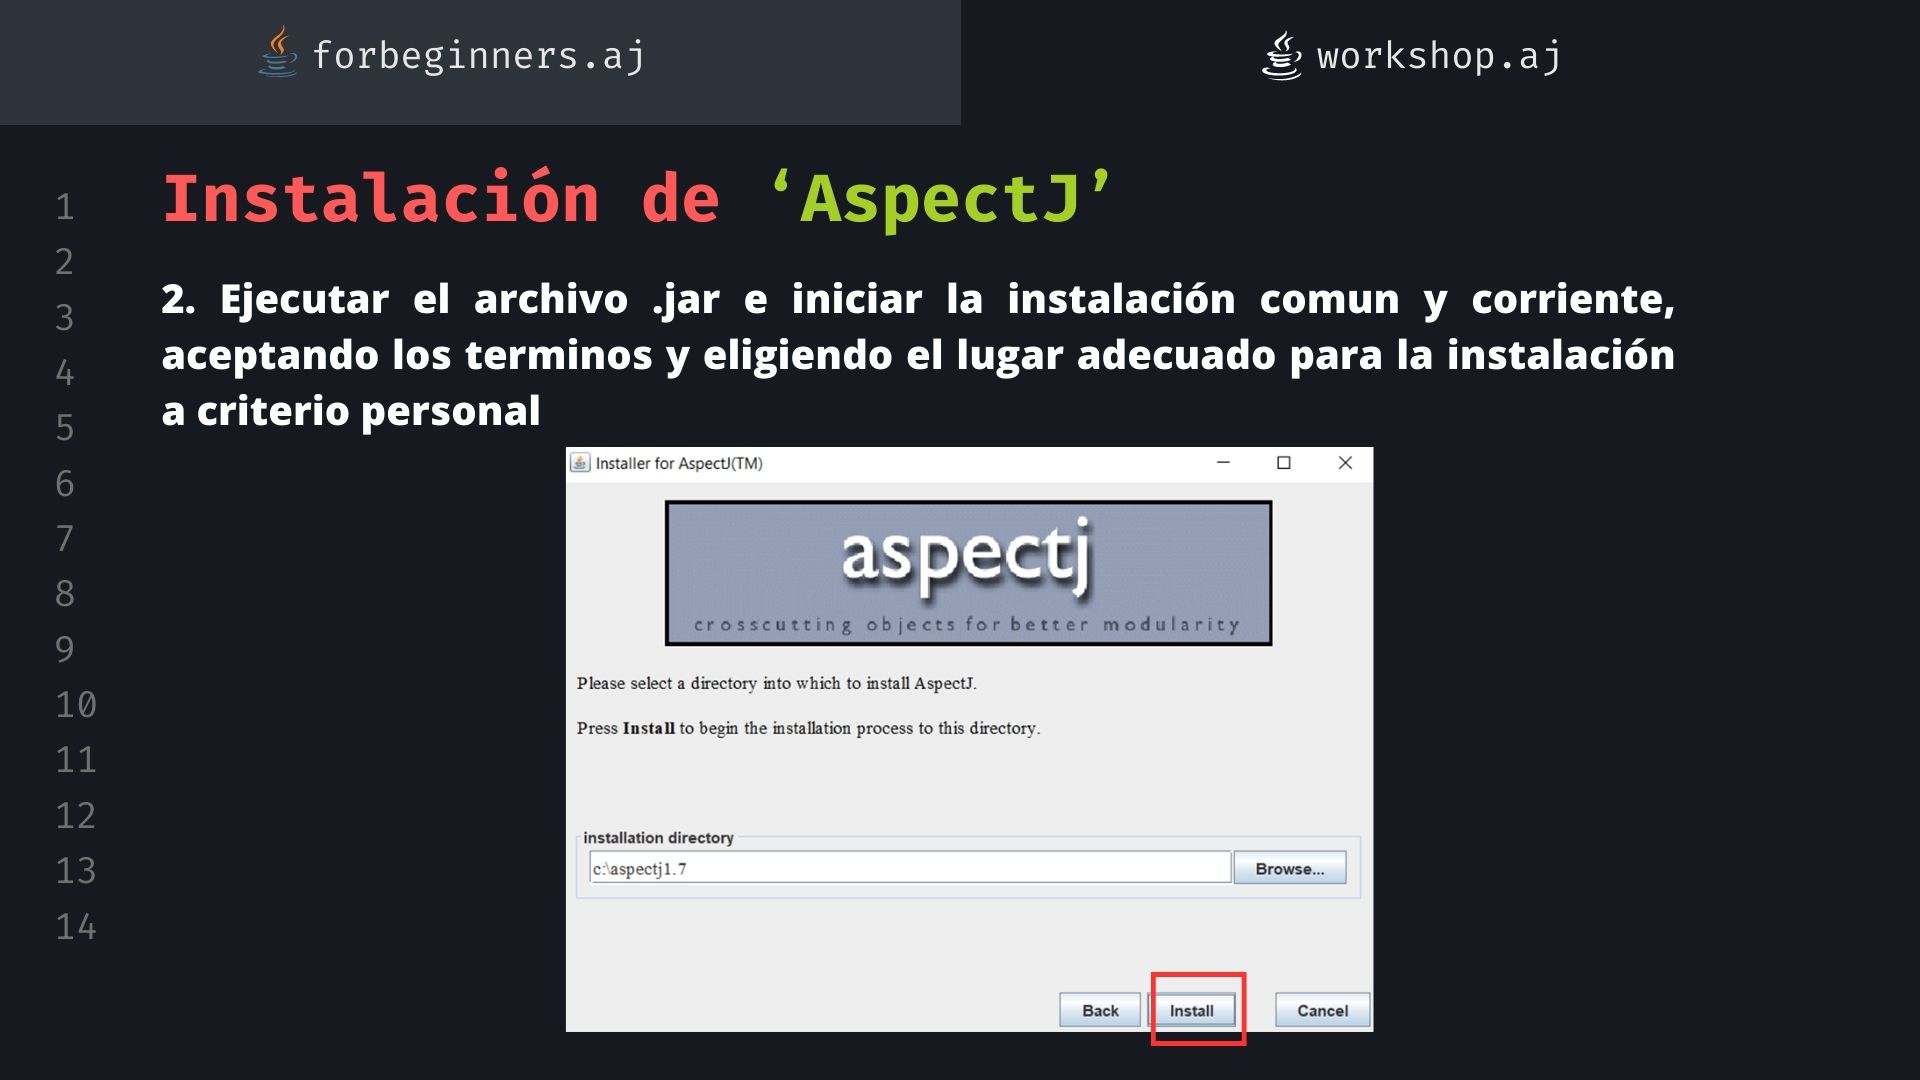 forbeginners.aj
workshop.aj
1
2
3
4
5
6
7
8
9
10
11
12
13
14
Instalación de ‘AspectJ’
2. Ejecutar el archivo .jar e iniciar la instalación comun y corriente,
aceptando los terminos y eligiendo el lugar adecuado para la instalación
a criterio personal
Installer for AspectJ(TM)
aspectj
crosscutting objects for better modularity
Please select a directory into which to install AspectJ.
Press Install to begin the installation process to this directory.
installation directory
c:\aspectj1.7
Browse...
Back
Install
Cancel